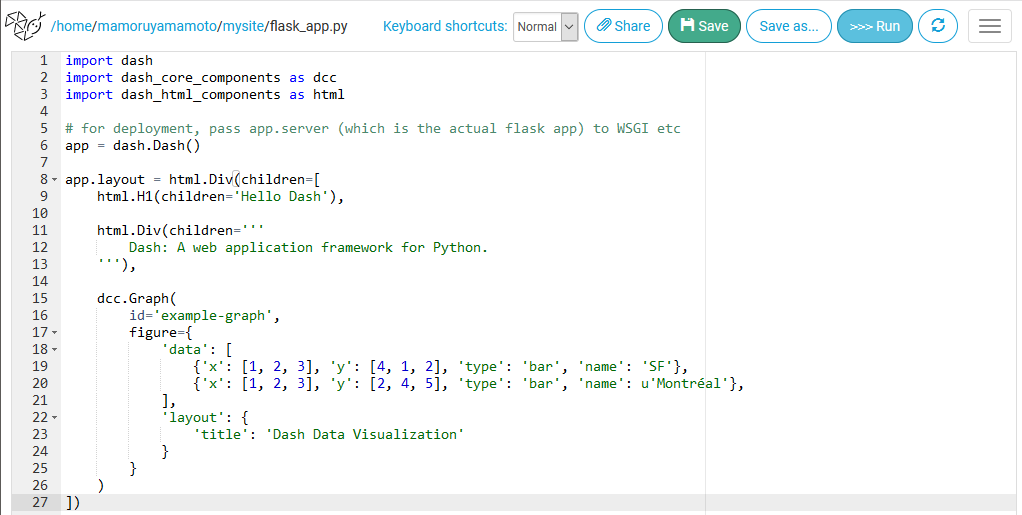 /home/mamoruyamamoto/mysite/flask_app.py Keyboard shortcuts: Normal Share Save Save as... >>> Run
1 import dash
2 import dash_core_components as dcc
3 import dash_html_components as html
4
5 # for deployment, pass app.server (which is the actual flask app) to WSGI etc
6 app = dash.Dash()
7
8 app.layout = html.Div(children=[
9     html.H1(children='Hello Dash'),
10
11     html.Div(children='''
12         Dash: A web application framework for Python.
13     '''),
14
15     dcc.Graph(
16         id='example-graph',
17         figure={
18             'data': [
19                 {'x': [1, 2, 3], 'y': [4, 1, 2], 'type': 'bar', 'name': 'SF'},
20                 {'x': [1, 2, 3], 'y': [2, 4, 5], 'type': 'bar', 'name': u'Montréal'},
21             ],
22             'layout': {
23                 'title': 'Dash Data Visualization'
24             }
25         }
26     )
27 ])